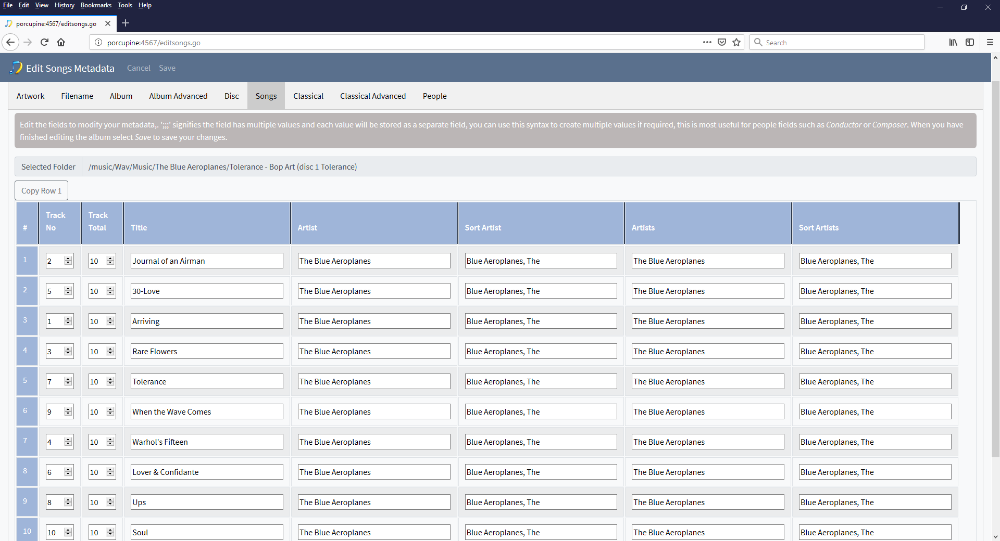 File Edit View History Bookmarks Tools Help
porcupine:4567/editsongs.go
porcupine:4567/editsongs.go Search
Edit Songs Metadata Cancel Save
Artwork Filename Album Album Advanced Disc Songs Classical Classical Advanced People
Edit the fields to modify your metadata,. ';;;' signifies the field has multiple values and each value will be stored as a separate field, you can use this syntax to create multiple values if required, this is most useful for people fields such as Conductor or Composer. When you have
finished editing the album select Save to save your changes.
Selected Folder /music/Wav/Music/The Blue Aeroplanes/Tolerance - Bop Art (disc 1 Tolerance)
Copy Row 1
# Track No Track Total Title Artist Sort Artist Artists Sort Artists
1 2 10 Journal of an Airman The Blue Aeroplanes Blue Aeroplanes, The The Blue Aeroplanes Blue Aeroplanes, The
2 5 10 30-Love The Blue Aeroplanes Blue Aeroplanes, The The Blue Aeroplanes Blue Aeroplanes, The
3 1 10 Arriving The Blue Aeroplanes Blue Aeroplanes, The The Blue Aeroplanes Blue Aeroplanes, The
4 3 10 Rare Flowers The Blue Aeroplanes Blue Aeroplanes, The The Blue Aeroplanes Blue Aeroplanes, The
5 7 10 Tolerance The Blue Aeroplanes Blue Aeroplanes, The The Blue Aeroplanes Blue Aeroplanes, The
6 9 10 When the Wave Comes The Blue Aeroplanes Blue Aeroplanes, The The Blue Aeroplanes Blue Aeroplanes, The
7 4 10 Warhol's Fifteen The Blue Aeroplanes Blue Aeroplanes, The The Blue Aeroplanes Blue Aeroplanes, The
8 6 10 Lover & Confidante The Blue Aeroplanes Blue Aeroplanes, The The Blue Aeroplanes Blue Aeroplanes, The
9 8 10 Ups The Blue Aeroplanes Blue Aeroplanes, The The Blue Aeroplanes Blue Aeroplanes, The
10 10 10 Soul The Blue Aeroplanes Blue Aeroplanes, The The Blue Aeroplanes Blue Aeroplanes, The